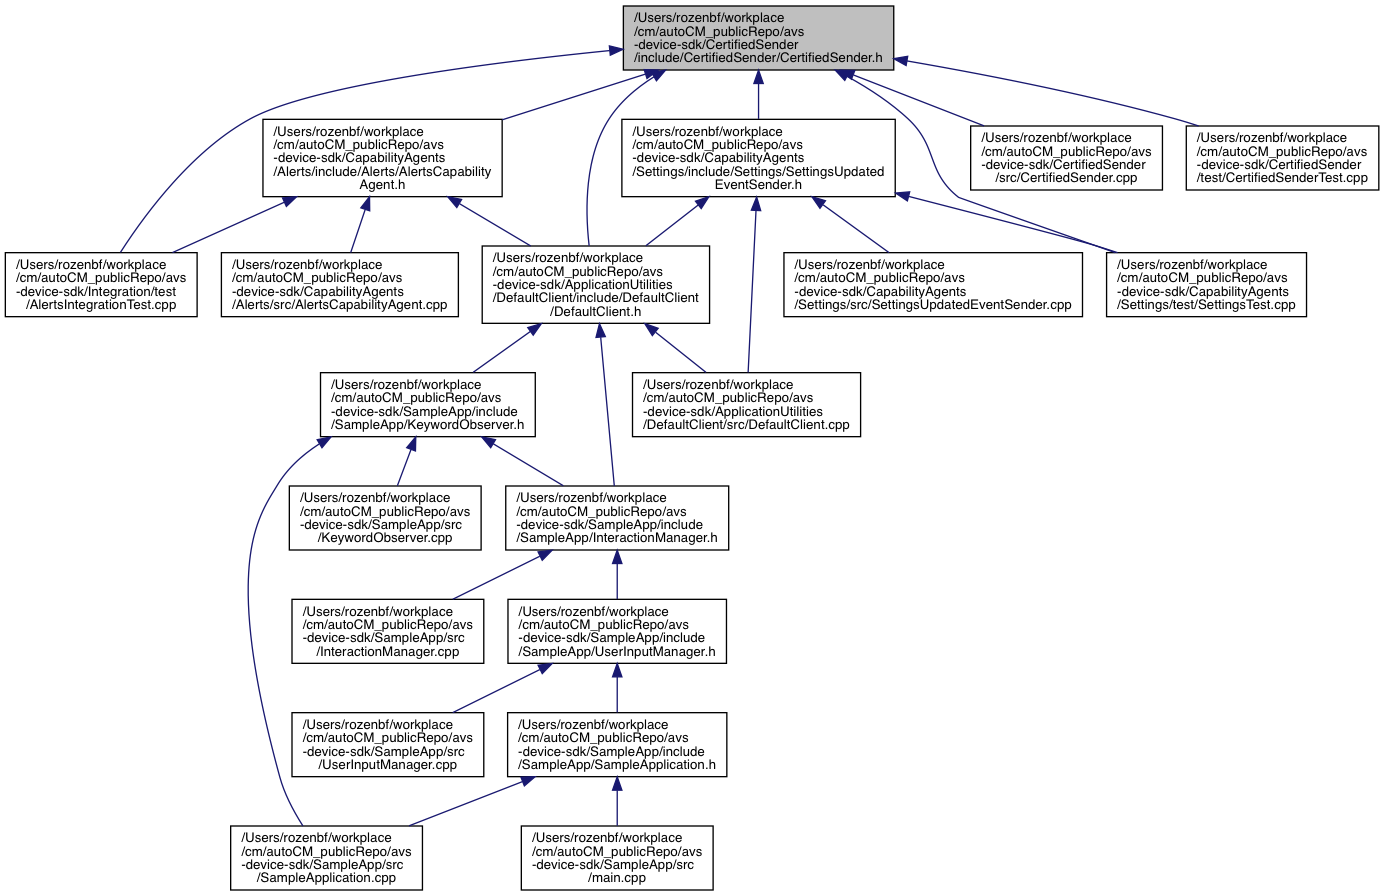 /Users/rozenbf/workplace
/cm/autoCM_publicRepo/avs
-device-sdk/CertifiedSender
/include/CertifiedSender/CertifiedSender.h
/Users/rozenbf/workplace
/cm/autoCM_publicRepo/avs
-device-sdk/CapabilityAgents
/Alerts/include/Alerts/AlertsCapability
Agent.h
/Users/rozenbf/workplace
/cm/autoCM_publicRepo/avs
-device-sdk/CapabilityAgents
/Settings/include/Settings/SettingsUpdated
EventSender.h
/Users/rozenbf/workplace
/cm/autoCM_publicRepo/avs
-device-sdk/CertifiedSender
/src/CertifiedSender.cpp
/Users/rozenbf/workplace
/cm/autoCM_publicRepo/avs
-device-sdk/CertifiedSender
/test/CertifiedSenderTest.cpp
/Users/rozenbf/workplace
/cm/autoCM_publicRepo/avs
-device-sdk/Integration/test
/AlertsIntegrationTest.cpp
/Users/rozenbf/workplace
/cm/autoCM_publicRepo/avs
-device-sdk/CapabilityAgents
/Alerts/src/AlertsCapabilityAgent.cpp
/Users/rozenbf/workplace
/cm/autoCM_publicRepo/avs
-device-sdk/ApplicationUtilities
/DefaultClient/include/DefaultClient
/DefaultClient.h
/Users/rozenbf/workplace
/cm/autoCM_publicRepo/avs
-device-sdk/CapabilityAgents
/Settings/src/SettingsUpdatedEventSender.cpp
/Users/rozenbf/workplace
/cm/autoCM_publicRepo/avs
-device-sdk/CapabilityAgents
/Settings/test/SettingsTest.cpp
/Users/rozenbf/workplace
/cm/autoCM_publicRepo/avs
-device-sdk/SampleApp/include
/SampleApp/KeywordObserver.h
/Users/rozenbf/workplace
/cm/autoCM_publicRepo/avs
-device-sdk/ApplicationUtilities
/DefaultClient/src/DefaultClient.cpp
/Users/rozenbf/workplace
/cm/autoCM_publicRepo/avs
-device-sdk/SampleApp/src
/KeywordObserver.cpp
/Users/rozenbf/workplace
/cm/autoCM_publicRepo/avs
-device-sdk/SampleApp/include
/SampleApp/InteractionManager.h
/Users/rozenbf/workplace
/cm/autoCM_publicRepo/avs
-device-sdk/SampleApp/src
/InteractionManager.cpp
/Users/rozenbf/workplace
/cm/autoCM_publicRepo/avs
-device-sdk/SampleApp/include
/SampleApp/UserInputManager.h
/Users/rozenbf/workplace
/cm/autoCM_publicRepo/avs
-device-sdk/SampleApp/src
/UserInputManager.cpp
/Users/rozenbf/workplace
/cm/autoCM_publicRepo/avs
-device-sdk/SampleApp/include
/SampleApp/SampleApplication.h
/Users/rozenbf/workplace
/cm/autoCM_publicRepo/avs
-device-sdk/SampleApp/src
/SampleApplication.cpp
/Users/rozenbf/workplace
/cm/autoCM_publicRepo/avs
-device-sdk/SampleApp/src
/main.cpp